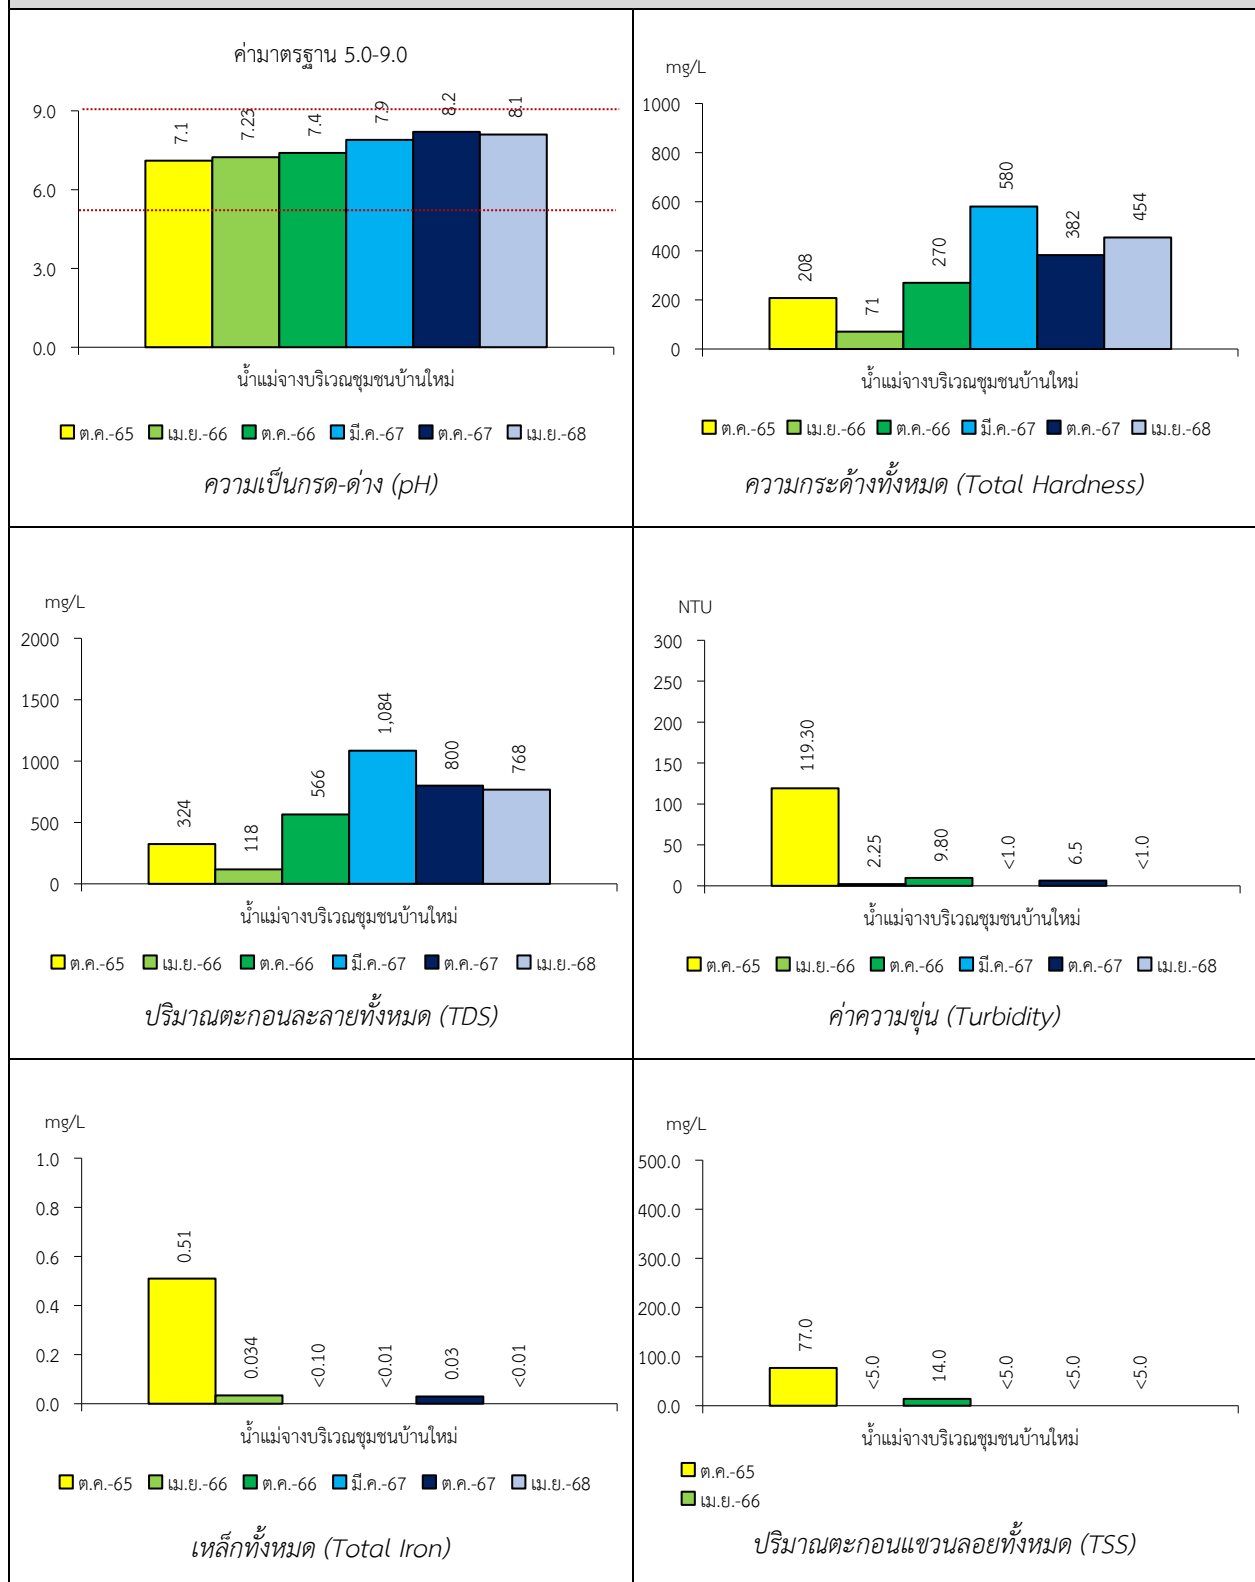 ค่ามาตรฐาน 5.0-9.0
9.0
6.0
3.0
0.0
7.1
7.23
7.4
7.9
8.2
8.1
น้ำแม่จางบริเวณชุมชนบ้านใหม่
ต.ค.-65 เม.ย.-66 ต.ค.-66 มี.ค.-67 ต.ค.-67 เม.ย.-68
ความเป็นกรด-ด่าง (pH)
mg/L
1000
800
600
400
200
0
208
71
270
580
382
454
น้ำแม่จางบริเวณชุมชนบ้านใหม่
ต.ค.-65 เม.ย.-66 ต.ค.-66 มี.ค.-67 ต.ค.-67 เม.ย.-68
ความกระด้างทั้งหมด (Total Hardness)
mg/L
2000
1500
1000
500
0
324
118
566
1,084
800
768
น้ำแม่จางบริเวณชุมชนบ้านใหม่
ต.ค.-65 เม.ย.-66 ต.ค.-66 มี.ค.-67 ต.ค.-67 เม.ย.-68
ปริมาณตะกอนละลายทั้งหมด (TDS)
NTU
300
250
200
150
100
50
0
119.30
2.25
9.80
<1.0
6.5
<1.0
น้ำแม่จางบริเวณชุมชนบ้านใหม่
ต.ค.-65 เม.ย.-66 ต.ค.-66 มี.ค.-67 ต.ค.-67 เม.ย.-68
ค่าความขุ่น (Turbidity)
mg/L
1.0
0.8
0.6
0.4
0.2
0.0
0.51
0.034
<0.10
<0.01
0.03
<0.01
น้ำแม่จางบริเวณชุมชนบ้านใหม่
ต.ค.-65 เม.ย.-66 ต.ค.-66 มี.ค.-67 ต.ค.-67 เม.ย.-68
เหล็กทั้งหมด (Total Iron)
mg/L
500.0
400.0
300.0
200.0
100.0
0.0
77.0
<5.0
14.0
<5.0
<5.0
<5.0
น้ำแม่จางบริเวณชุมชนบ้านใหม่
ต.ค.-65
เม.ย.-66
ปริมาณตะกอนแขวนลอยทั้งหมด (TSS)